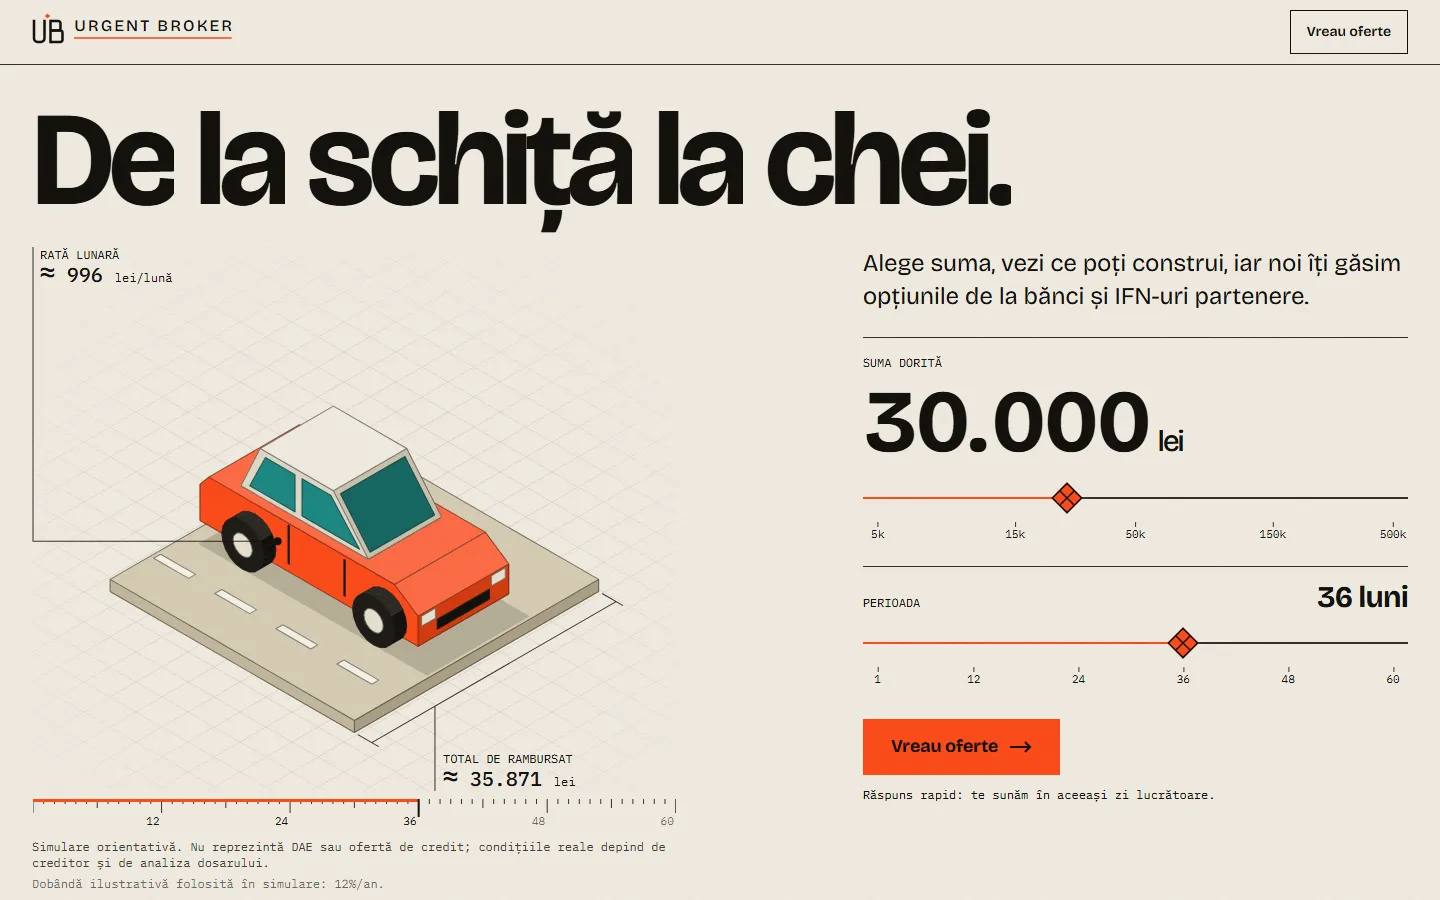 UB URGENT BROKER
Vreau oferte
De la schiță la chei.
RATĂ LUNARĂ
≈ 996 lei/lună
Alege suma, vezi ce poți construi, iar noi îți găsim
opțiunile de la bănci și IFN-uri partenere.
SUMA DORITĂ
30.000 lei
5k 15k 50k 150k 500k
PERIOADA
36 luni
1 12 24 36 48 60
Vreau oferte →
Răspuns rapid: te sunăm în aceeași zi lucrătoare.
TOTAL DE RAMBURSAT
≈ 35.871 lei
12 24 36 48 60
Simulare orientativă. Nu reprezintă DAE sau ofertă de credit; condițiile reale depind de
creditor și de analiza dosarului.
Dobândă ilustrativă folosită în simulare: 12%/an.